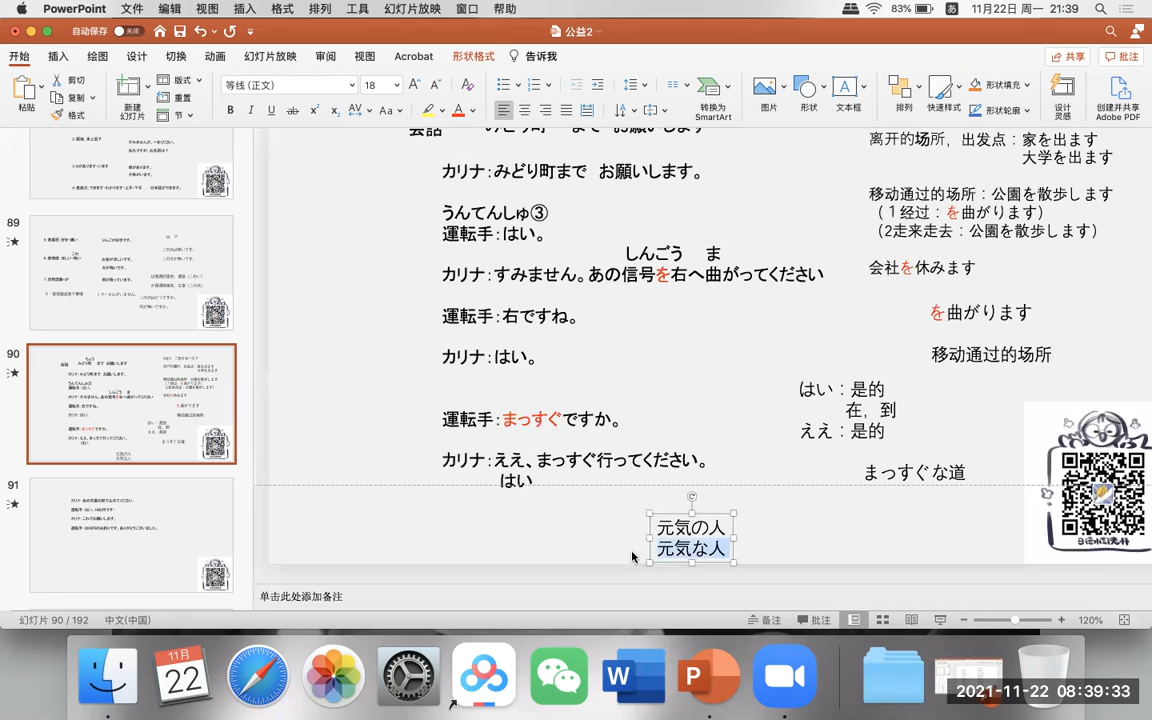 PowerPoint 文件 编辑 视图 插入 格式 排列 工具 幻灯片放映 窗口 帮助 83% あ 11月22日 周一 21:39
自动保存 关闭 公益2
开始 插入 绘图 设计 切换 动画 幻灯片放映 审阅 视图 Acrobat 形状格式 告诉我 共享 批注
粘贴 剪切 复制 格式 新建幻灯片 版式 重置 节 等线 (正文) 18 转换为 SmartArt 图片 形状 文本框 排列 快速样式 形状填充 形状轮廓 设计灵感 创建并共享 Adobe PDF
会話 みどり町 まで お願いします
カリナ：みどり町まで お願いします。
うんてんしゅ③
運転手：はい。
しんごう ま
カリナ：すみません。あの信号を右へ曲がってください
運転手：右ですね。
カリナ：はい。
運転手：まっすぐですか。
カリナ：ええ、まっすぐ行ってください。
はい
元気の人
元気な人
离开的场所，出发点：家を出ます
大学を出ます
移动通过的场所：公園を散歩します
（１经过：を曲がります）
（2走来走去：公園を散歩します）
会社を休みます
を曲がります
移动通过的场所
はい：是的
在，到
ええ：是的
まっすぐな道
89
90
91
单击此处添加备注
幻灯片 90 / 192 中文(中国) 备注 批注 120%
11月
22
2021-11-22 08:39:33